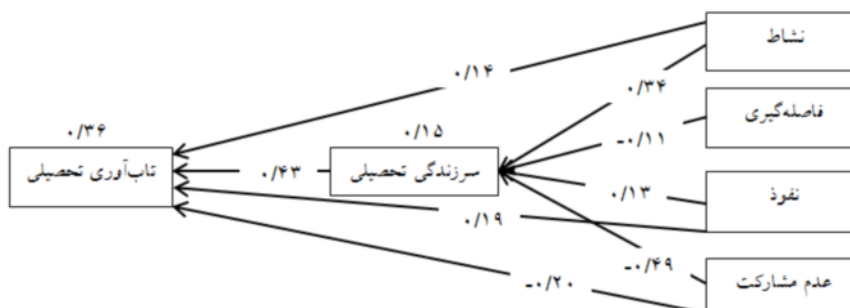 نشاط
۰/۱۴
۰/۳۴
فاصله‌گیری
۰/۳۶
۰/۱۵
-۰/۱۱
تاب‌آوری تحصیلی
۰/۴۳
سرزندگی تحصیلی
۰/۱۳
نفوذ
۰/۱۹
-۰/۴۹
عدم مشارکت
-۰/۲۰